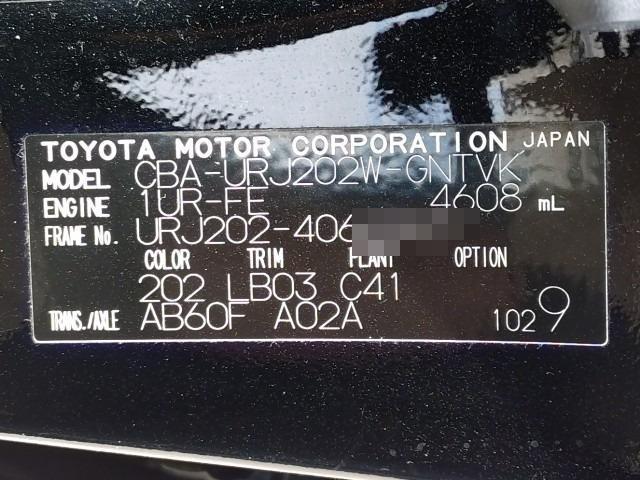 TOYOTA MOTOR CORPORATION JAPAN
MODEL CBA-URJ202W-GNTVK
ENGINE 1UR-FE 4608 mL
FRAME No. URJ202-406
COLOR TRIM PLANT OPTION
202 LB03 C41
TRANS./AXLE AB60F A02A 1029